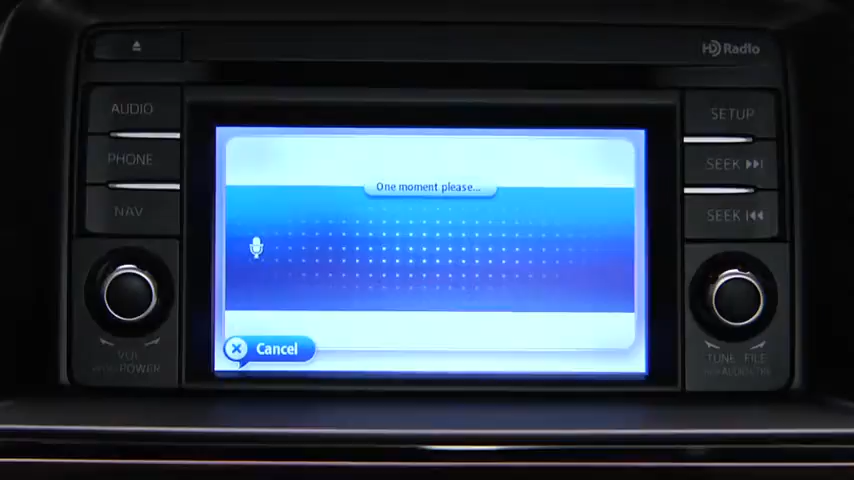 HD Radio
AUDIO
SETUP
One moment please...
PHONE
SEEK
NAV
SEEK
Cancel
VOL
POWER
TUNE FILE